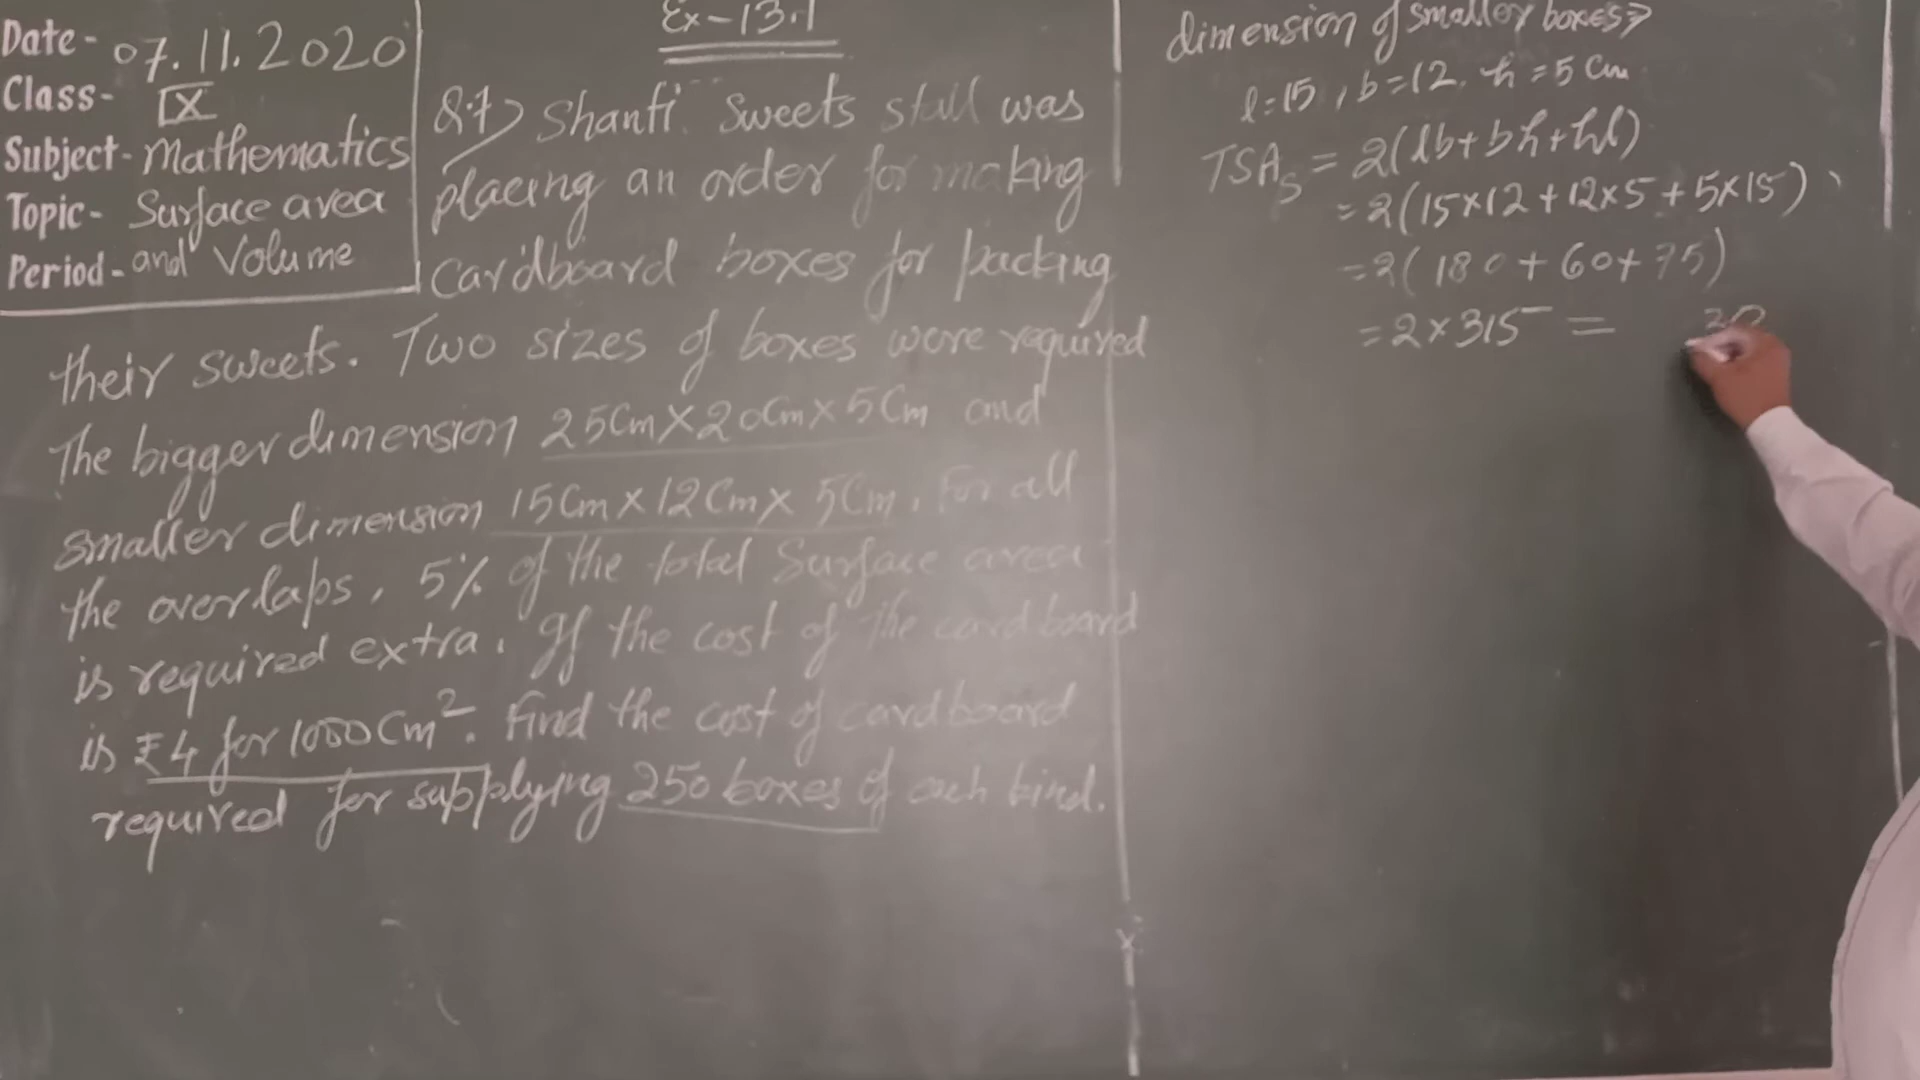 Date- 07.11.2020
Class- IX
Subject- Mathematics
Topic- Surface area
Period- and Volume
Ex-13.1
Q.7> Shanti Sweets stall was
placing an order for making
Cardboard boxes for packing
their sweets. Two sizes of boxes were required
The bigger dimension 25cm×20cm×5cm and
smaller dimension 15cm×12cm×5cm. For all
the overlaps, 5% of the total Surface area
is required extra. If the cost of the cardboard
is ₹4 for 1000cm². Find the cost of cardboard
required for supplying 250 boxes of each kind.
dimension of smaller boxes⇒
l=15, b=12, h=5cm
TSAs = 2(lb+bh+hl)
=2(15×12+12×5+5×15)
=2(180+60+75)
=2×315 =